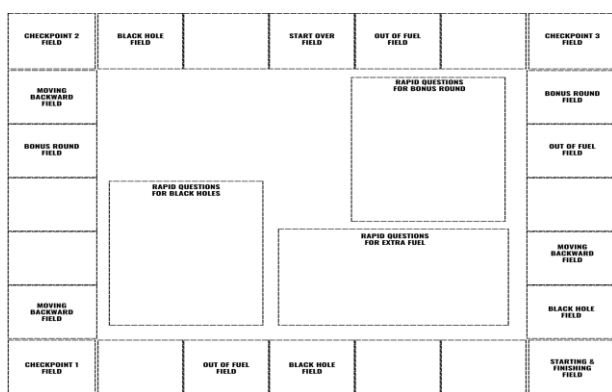 CHECKPOINT 2
FIELD
BLACK HOLE
FIELD
START OVER
FIELD
OUT OF FUEL
FIELD
CHECKPOINT 3
FIELD
MOVING
BACKWARD
FIELD
RAPID QUESTIONS
FOR BONUS ROUND
BONUS ROUND
FIELD
BONUS ROUND
FIELD
OUT OF FUEL
FIELD
RAPID QUESTIONS
FOR BLACK HOLES
RAPID QUESTIONS
FOR EXTRA FUEL
MOVING
BACKWARD
FIELD
MOVING
BACKWARD
FIELD
BLACK HOLE
FIELD
CHECKPOINT 1
FIELD
OUT OF FUEL
FIELD
BLACK HOLE
FIELD
STARTING &
FINISHING
FIELD